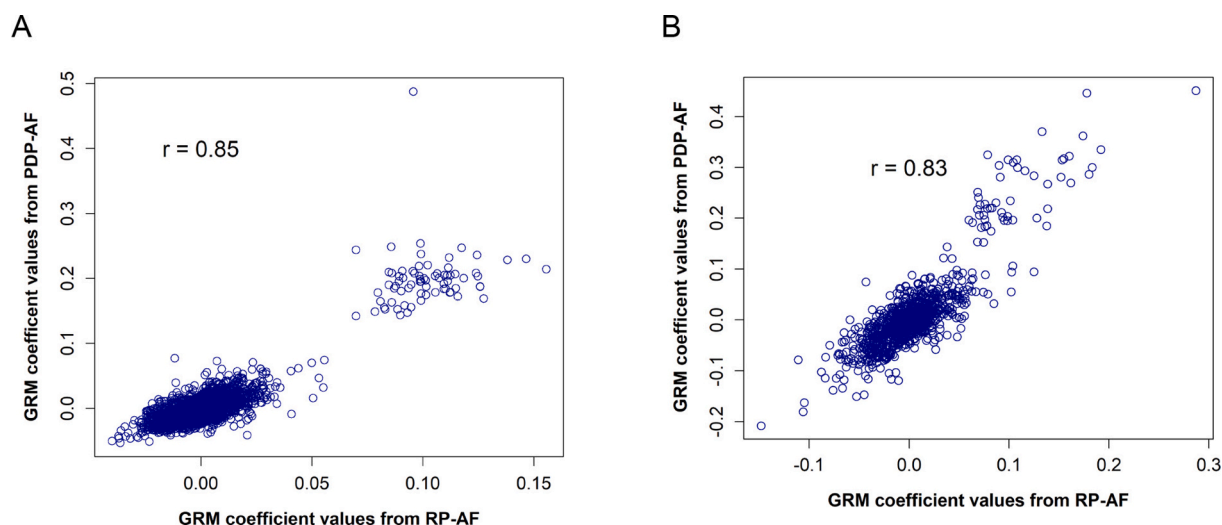 A
GRM coefficient values from PDP-AF
0.5
0.4
0.3
0.2
0.1
0.0
r = 0.85
0.00
0.05
0.10
0.15
GRM coefficient values from RP-AF
B
GRM coefficient values from PDP-AF
0.4
0.3
0.2
0.1
0.0
-0.1
-0.2
r = 0.83
-0.1
0.0
0.1
0.2
0.3
GRM coefficient values from RP-AF